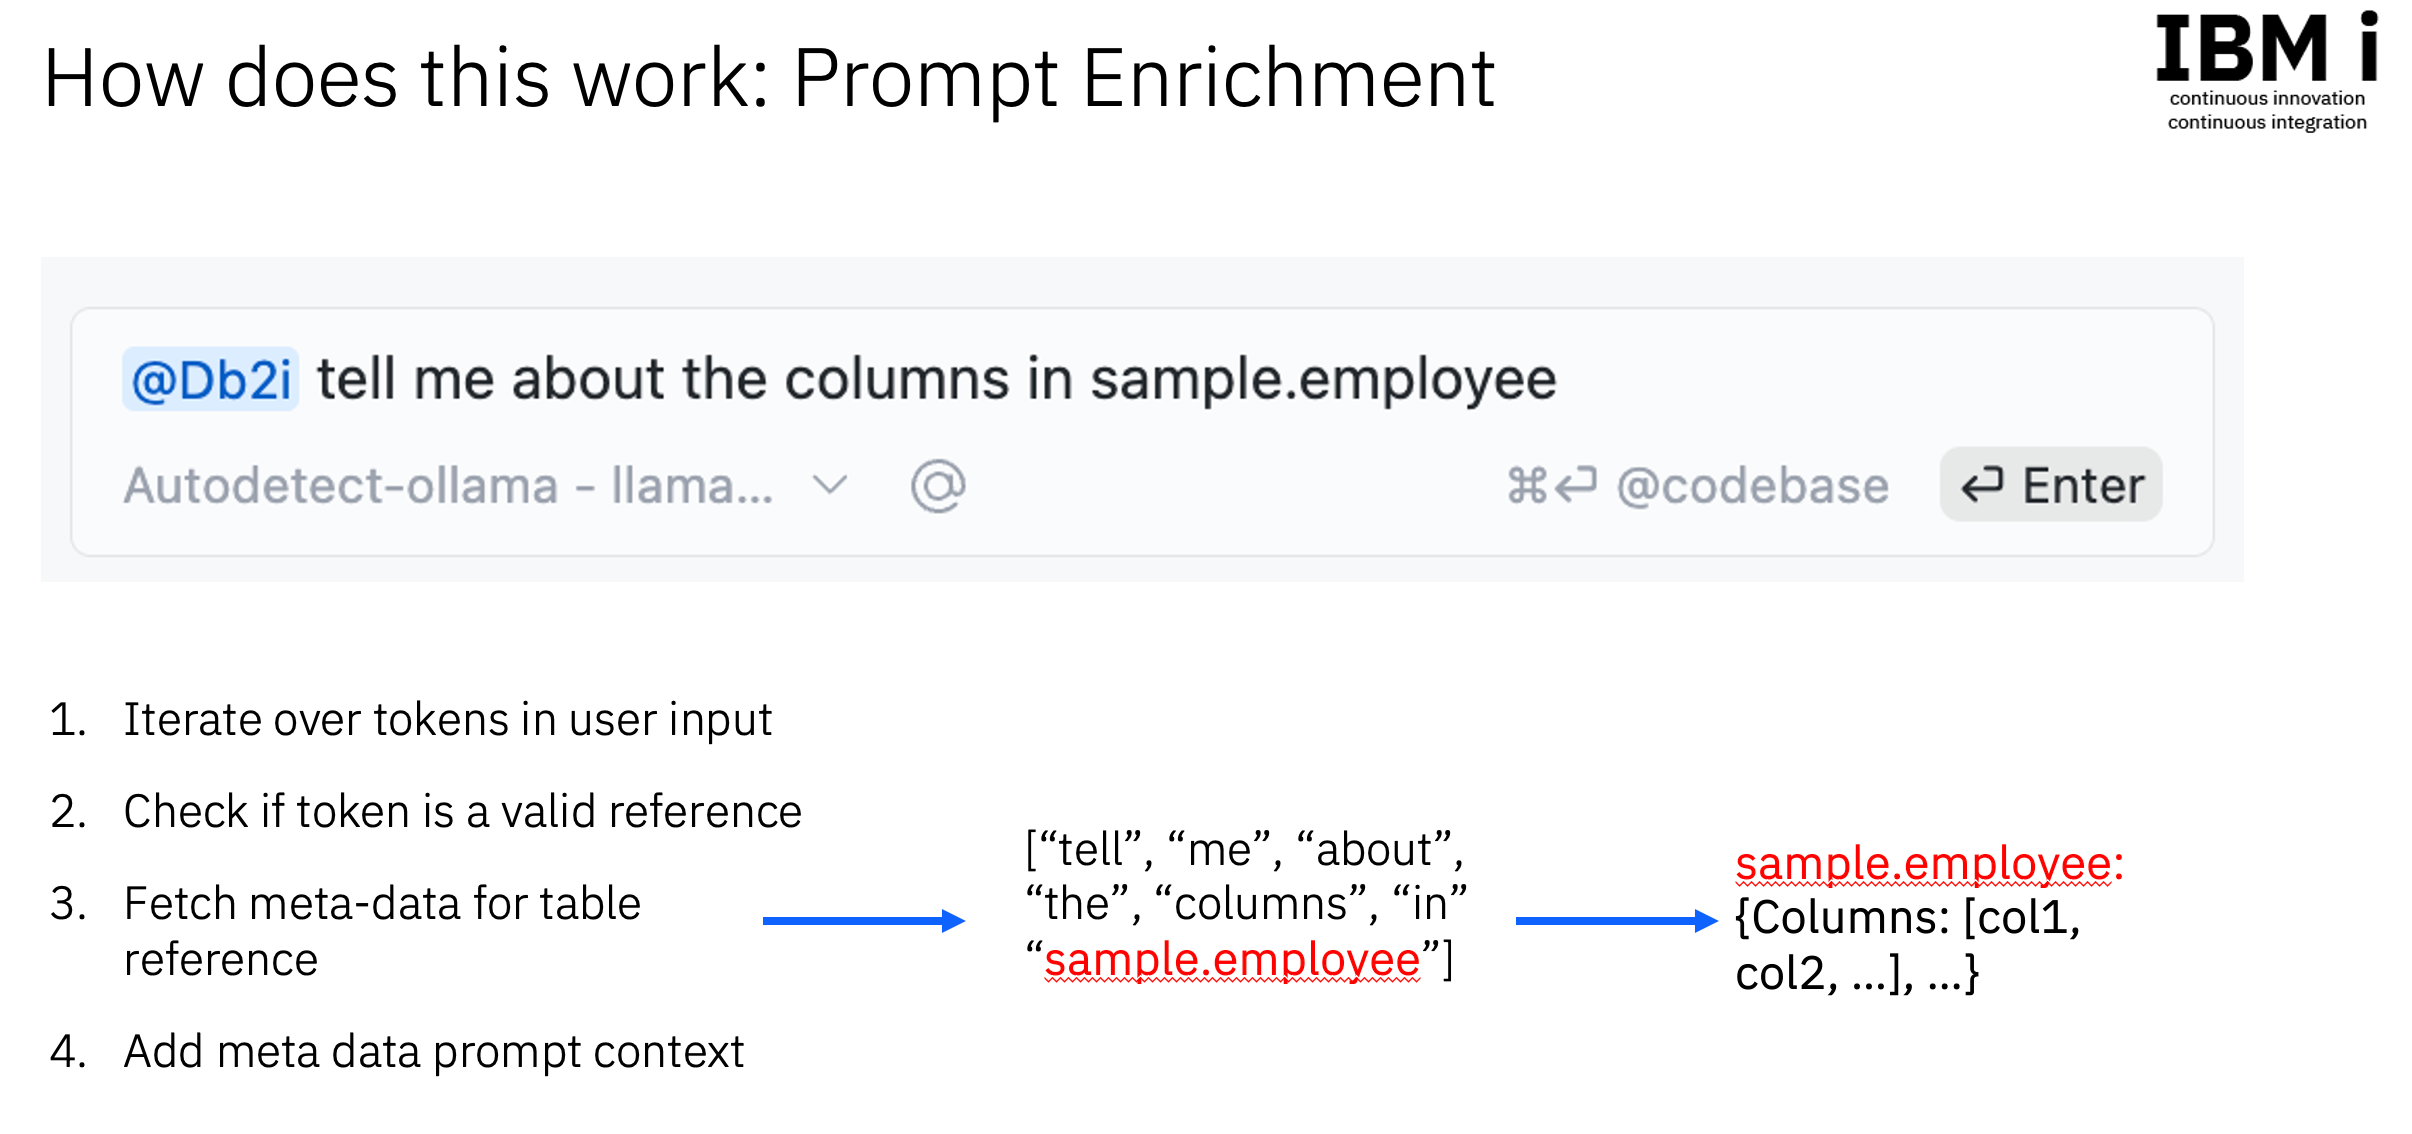 How does this work: Prompt Enrichment
IBM i
continuous innovation
continuous integration
@Db2i tell me about the columns in sample.employee
Autodetect-ollama - llama... @ ⌘⏎ @codebase ⏎ Enter
1. Iterate over tokens in user input
2. Check if token is a valid reference
3. Fetch meta-data for table
reference
4. Add meta data prompt context
[“tell”, “me”, “about”,
“the”, “columns”, “in”
“sample.employee”]
sample.employee:
{Columns: [col1,
col2, …], …}